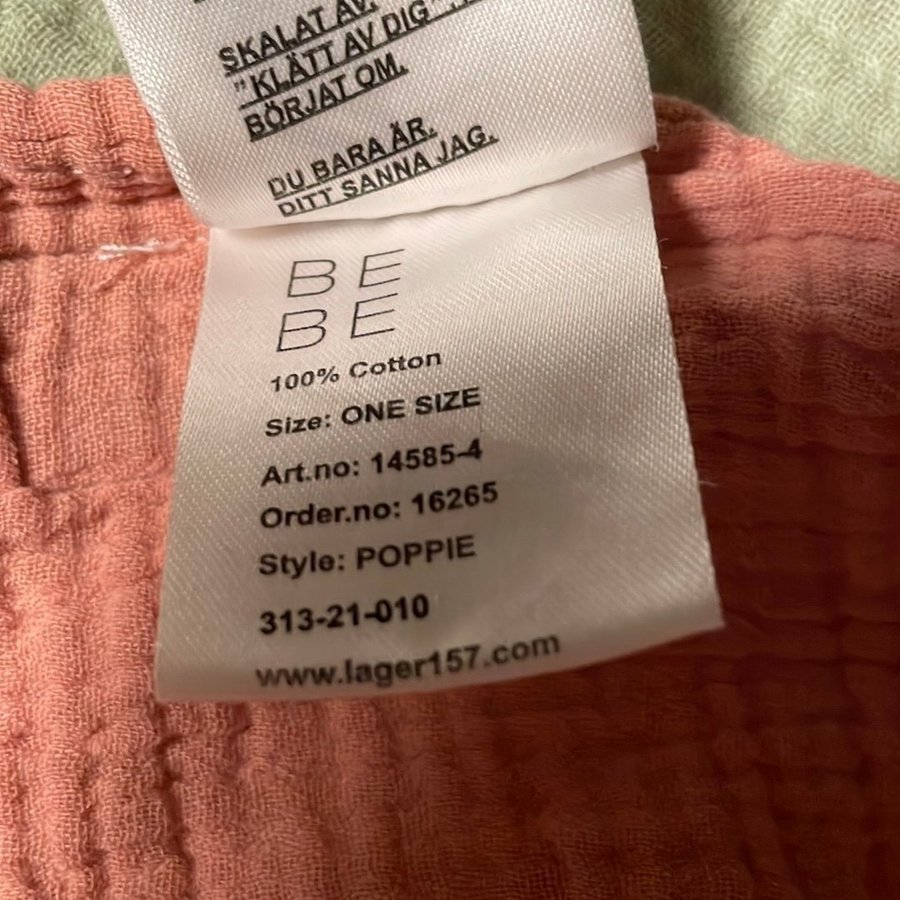 SKALAT AV.
"KLÄTT AV DIG",
BÖRJAT OM.
DU BARA ÄR.
DITT SANNA JAG.
BE
BE
100% Cotton
Size: ONE SIZE
Art.no: 14585-4
Order.no: 16265
Style: POPPIE
313-21-010
www.lager157.com